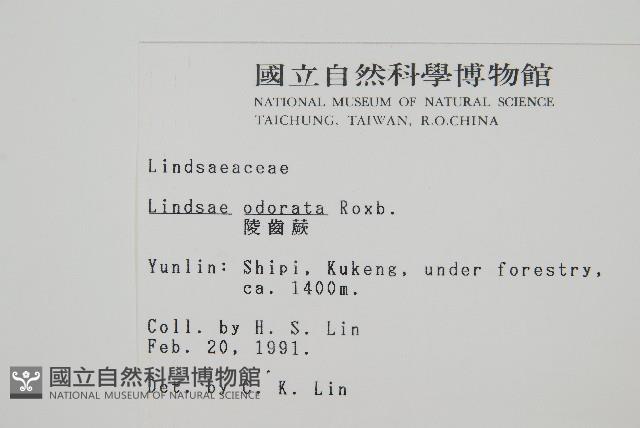 國立自然科學博物館
NATIONAL MUSEUM OF NATURAL SCIENCE
TAICHUNG, TAIWAN, R.O.CHINA
Lindsaeaceae
Lindsae odorata Roxb.
陵齒蕨
Yunlin: Shipi, Kukeng, under forestry,
ca. 1400m.
Coll. by H. S. Lin
Feb. 20, 1991.
Det. by C. K. Lin
國立自然科學博物館
NATIONAL MUSEUM OF NATURAL SCIENCE